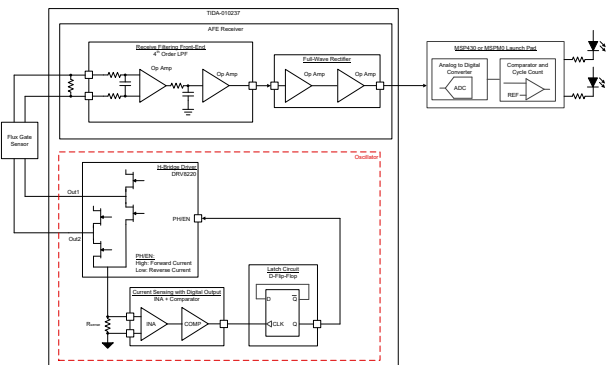 TIDA-010237
AFE Receiver
Receive Filtering Front-End
4th Order LPF
Op Amp
Op Amp
Full-Wave Rectifier
Op Amp
Op Amp
MSP430 or MSPM0 Launch Pad
Analog to Digital
Converter
ADC
Comparator and
Cycle Count
REF
Flux Gate
Sensor
Oscillator
H-Bridge Driver
DRV8220
Out1
Out2
PH/EN
PH/EN:
High: Forward Current
Low: Reverse Current
Current Sensing with Digital Output
INA + Comparator
Rsense
INA
COMP
Latch Circuit
D-Flip-Flop
D
Q
CLK
Q